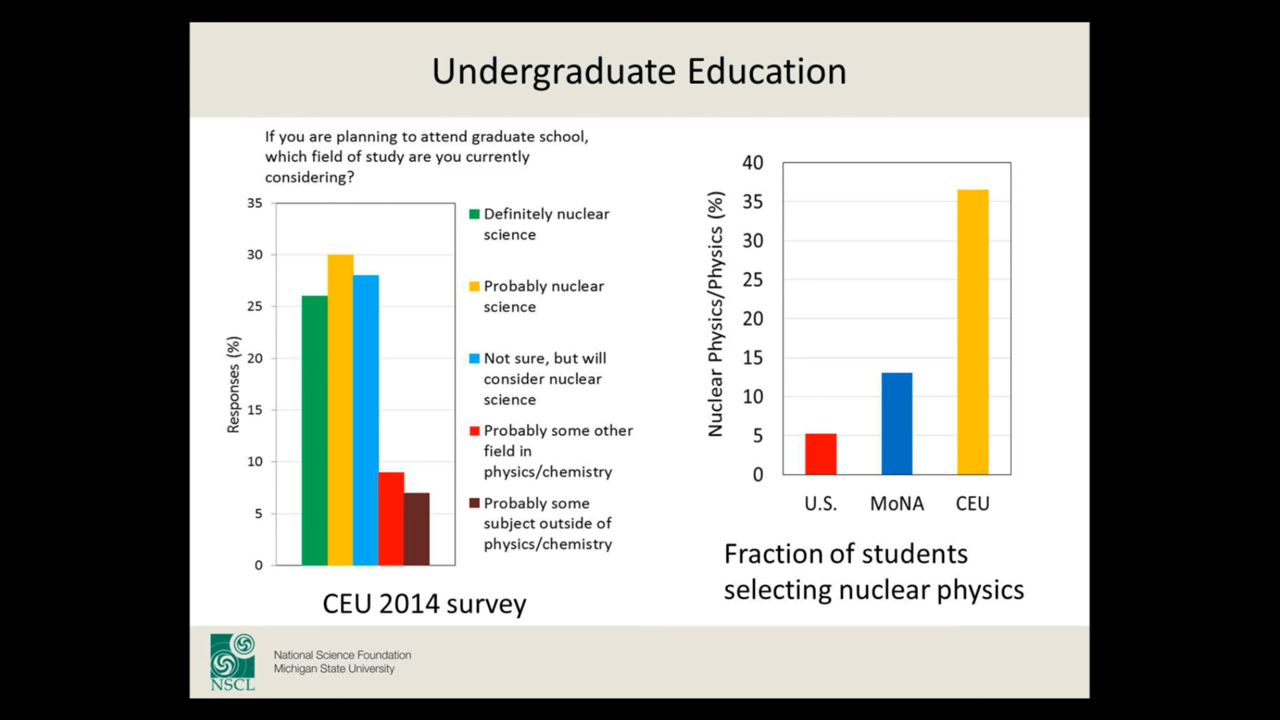 Undergraduate Education
If you are planning to attend graduate school,
which field of study are you currently
considering?
Responses (%)
35
30
25
20
15
10
5
0
Definitely nuclear
science
Probably nuclear
science
Not sure, but will
consider nuclear
science
Probably some other
field in
physics/chemistry
Probably some
subject outside of
physics/chemistry
CEU 2014 survey
Nuclear Physics/Physics (%)
40
35
30
25
20
15
10
5
0
U.S. MoNA CEU
Fraction of students
selecting nuclear physics
NSCL
National Science Foundation
Michigan State University